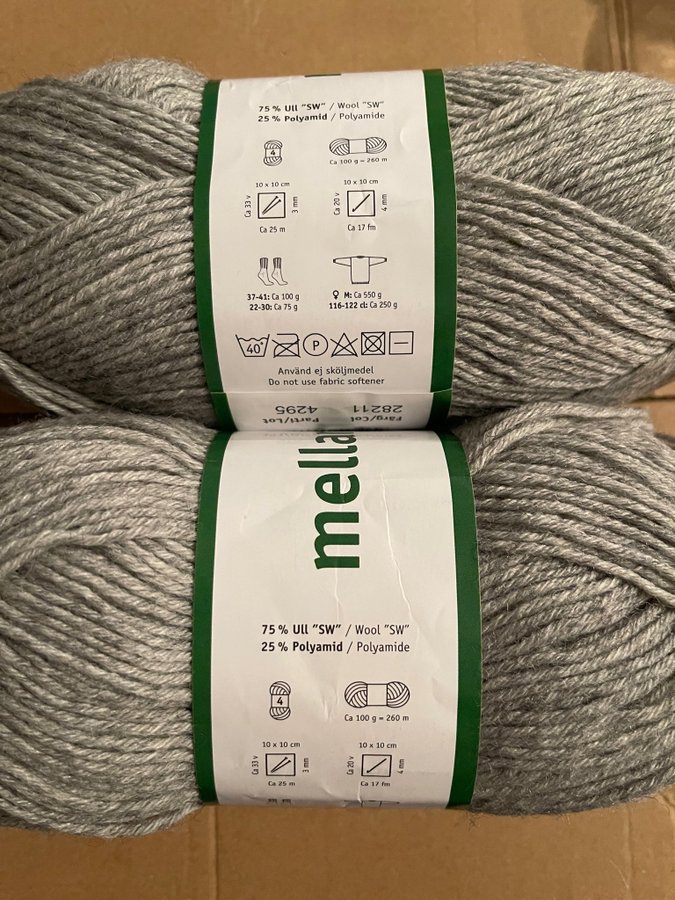 75 % Ull "SW" / Wool "SW"
25 % Polyamid / Polyamide
4
Ca 100 g = 260 m
10 x 10 cm
10 x 10 cm
Ca 33 v
3 mm
Ca 20 v
4 mm
Ca 25 m
Ca 17 fm
37-41: Ca 100 g
22-30: Ca 75 g
M: Ca 550 g
116-122 cl: Ca 250 g
40°
P
Använd ej sköljmedel
Do not use fabric softener
Parti/Lot
4295
Färg/Col
28211
mella
75 % Ull "SW" / Wool "SW"
25 % Polyamid / Polyamide
4
Ca 100 g = 260 m
10 x 10 cm
10 x 10 cm
Ca 33 v
3 mm
Ca 20 v
4 mm
Ca 25 m
Ca 17 fm